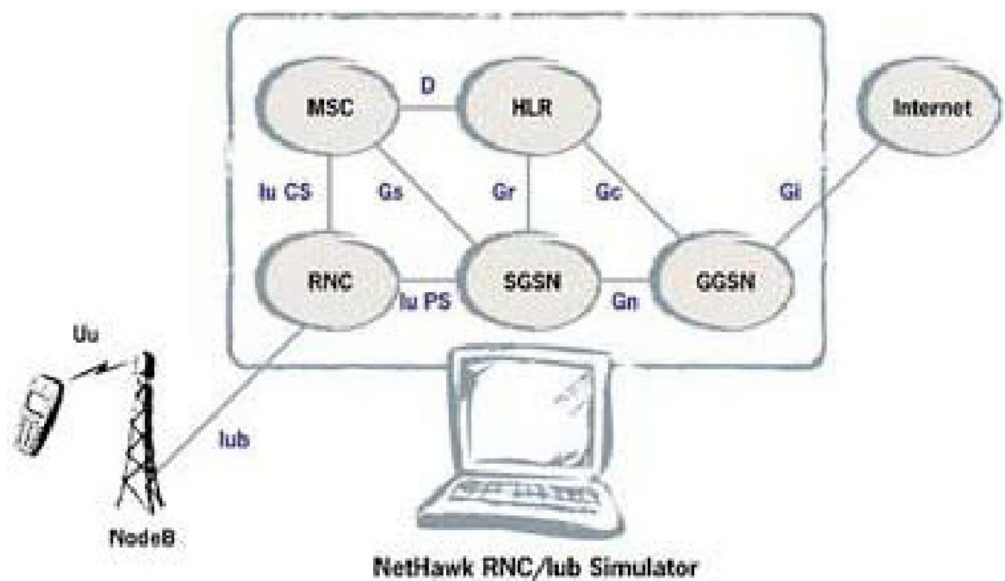 D
MSC
HLR
Internet
Iu CS
Gs
Gr
Gc
Gi
RNC
SGSN
GGSN
Iu PS
Gn
Uu
Iub
NodeB
NetHawk RNC/Iub Simulator